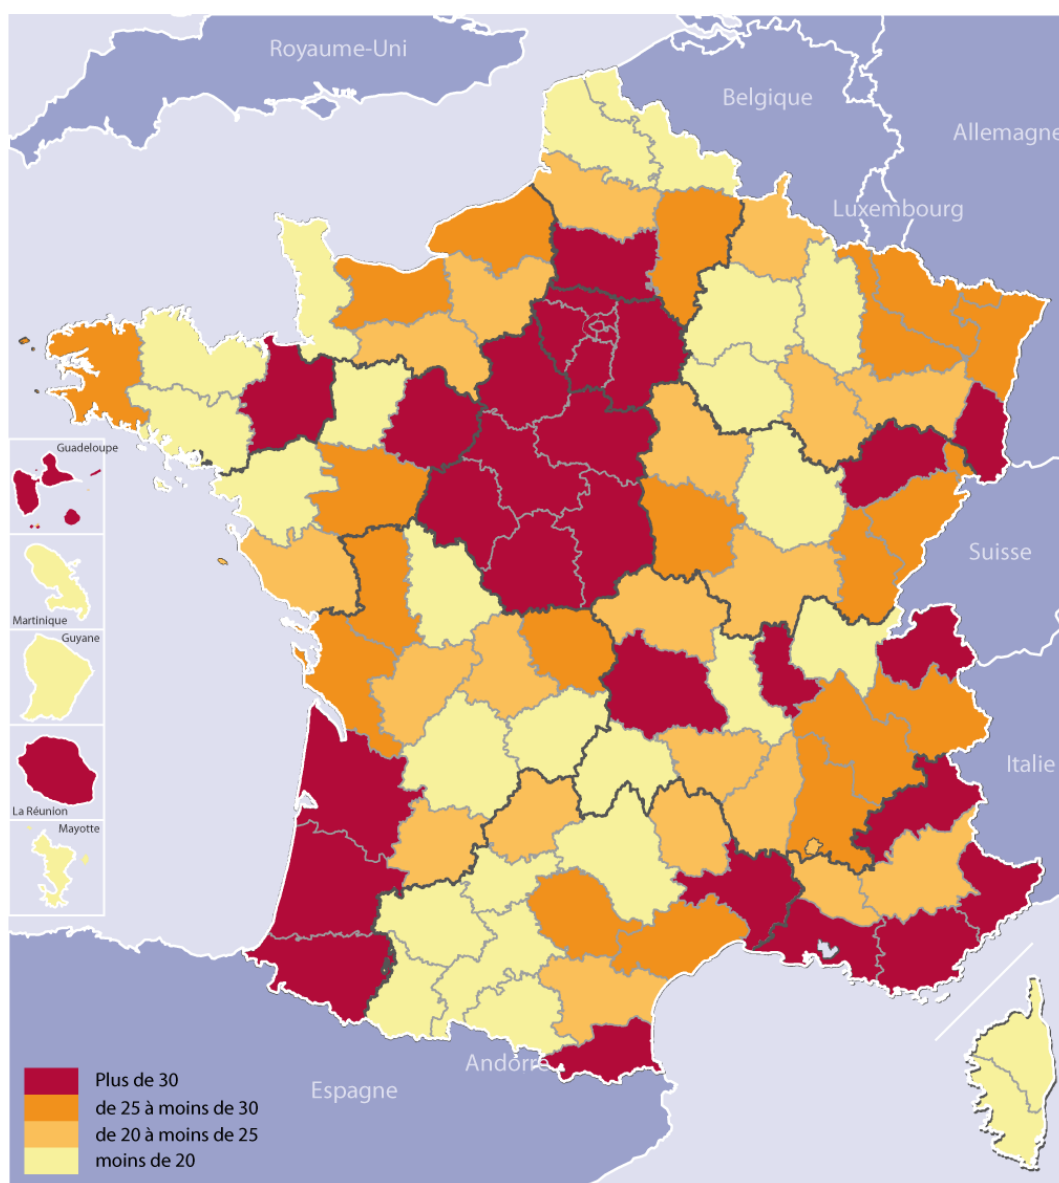 Royaume-Uni
Belgique
Allemagne
Luxembourg
Guadeloupe
Suisse
Martinique
Guyane
Italie
La Réunion
Mayotte
Andorre
Espagne
Plus de 30
de 25 à moins de 30
de 20 à moins de 25
moins de 20